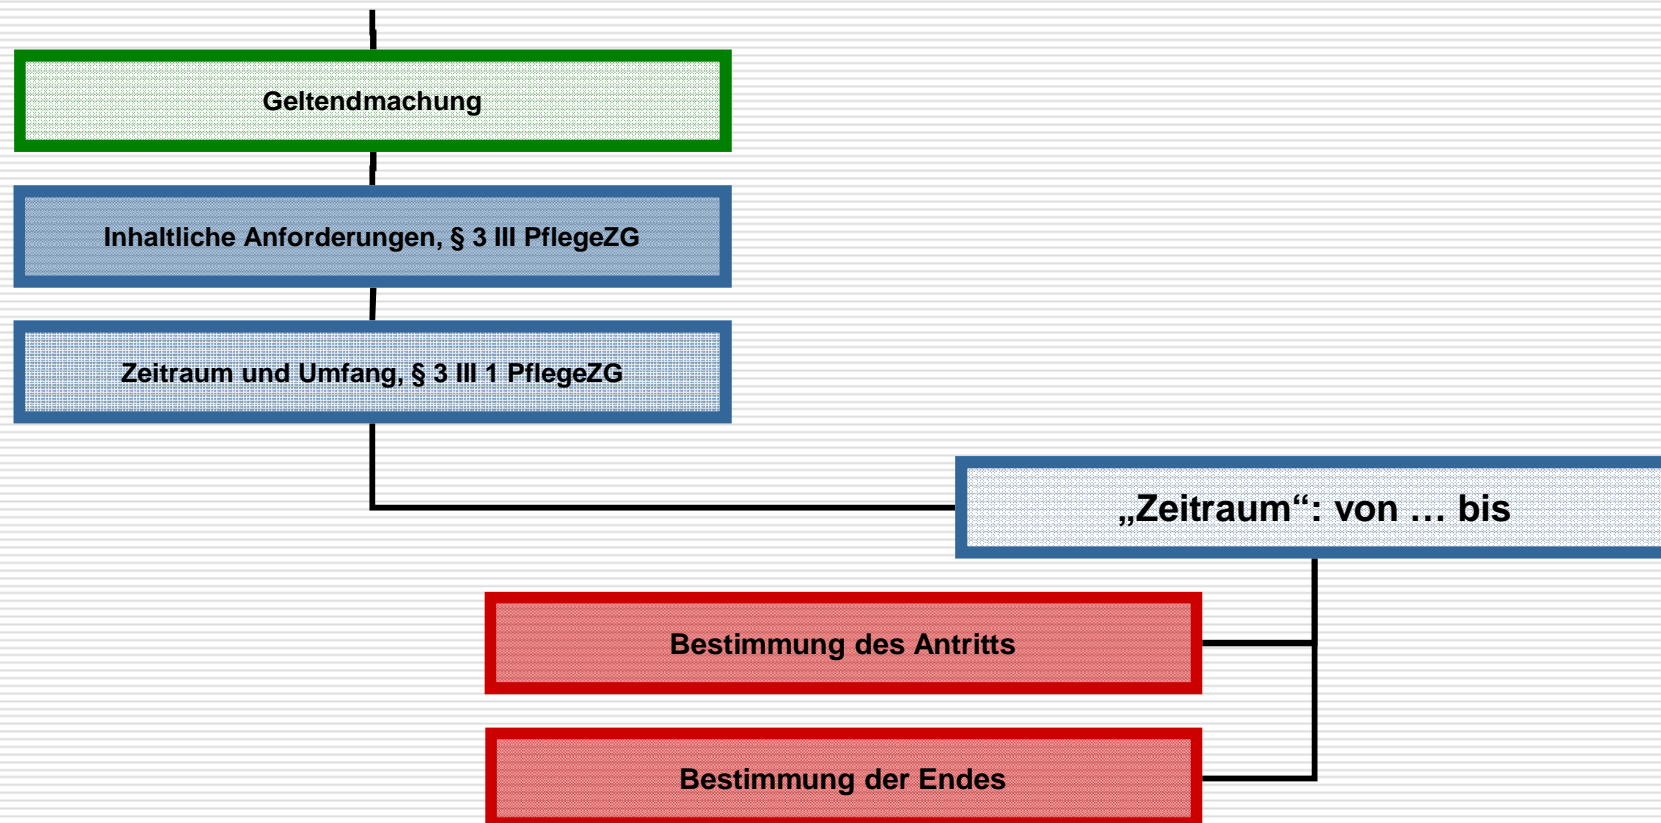 Geltendmachung
Inhaltliche Anforderungen, § 3 III PflegeZG
Zeitraum und Umfang, § 3 III 1 PflegeZG
„Zeitraum“: von … bis
Bestimmung des Antritts
Bestimmung der Endes